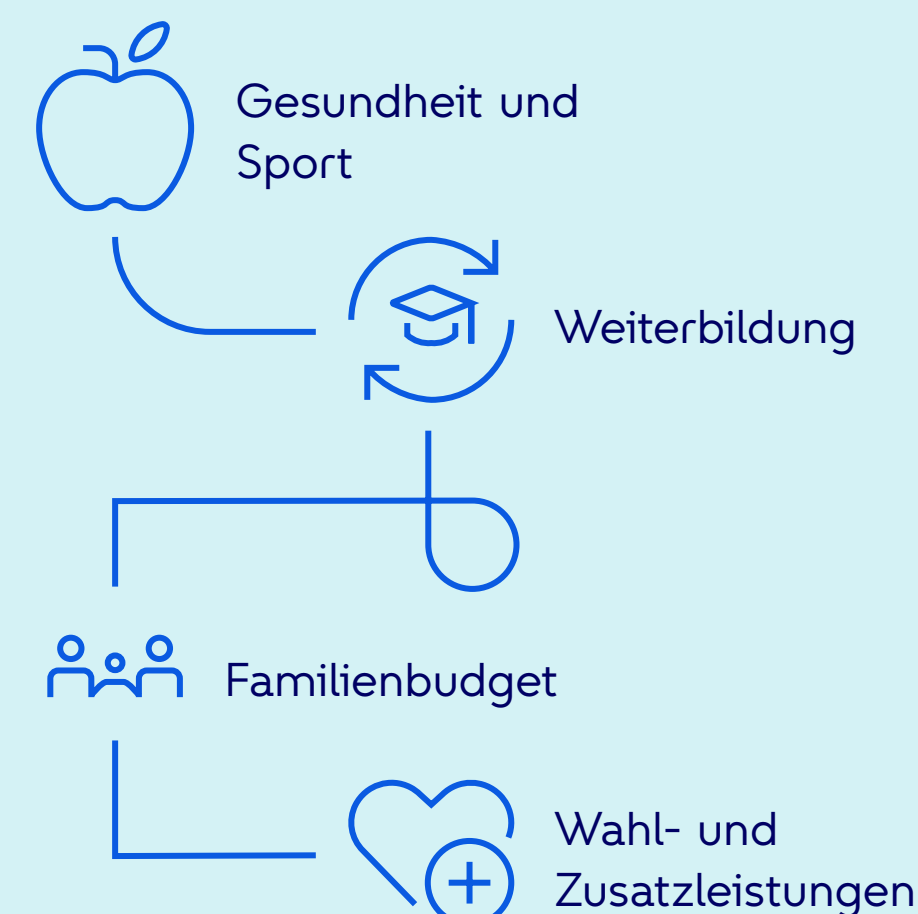 Gesundheit und
Sport
Weiterbildung
Familienbudget
Wahl- und
Zusatzleistungen